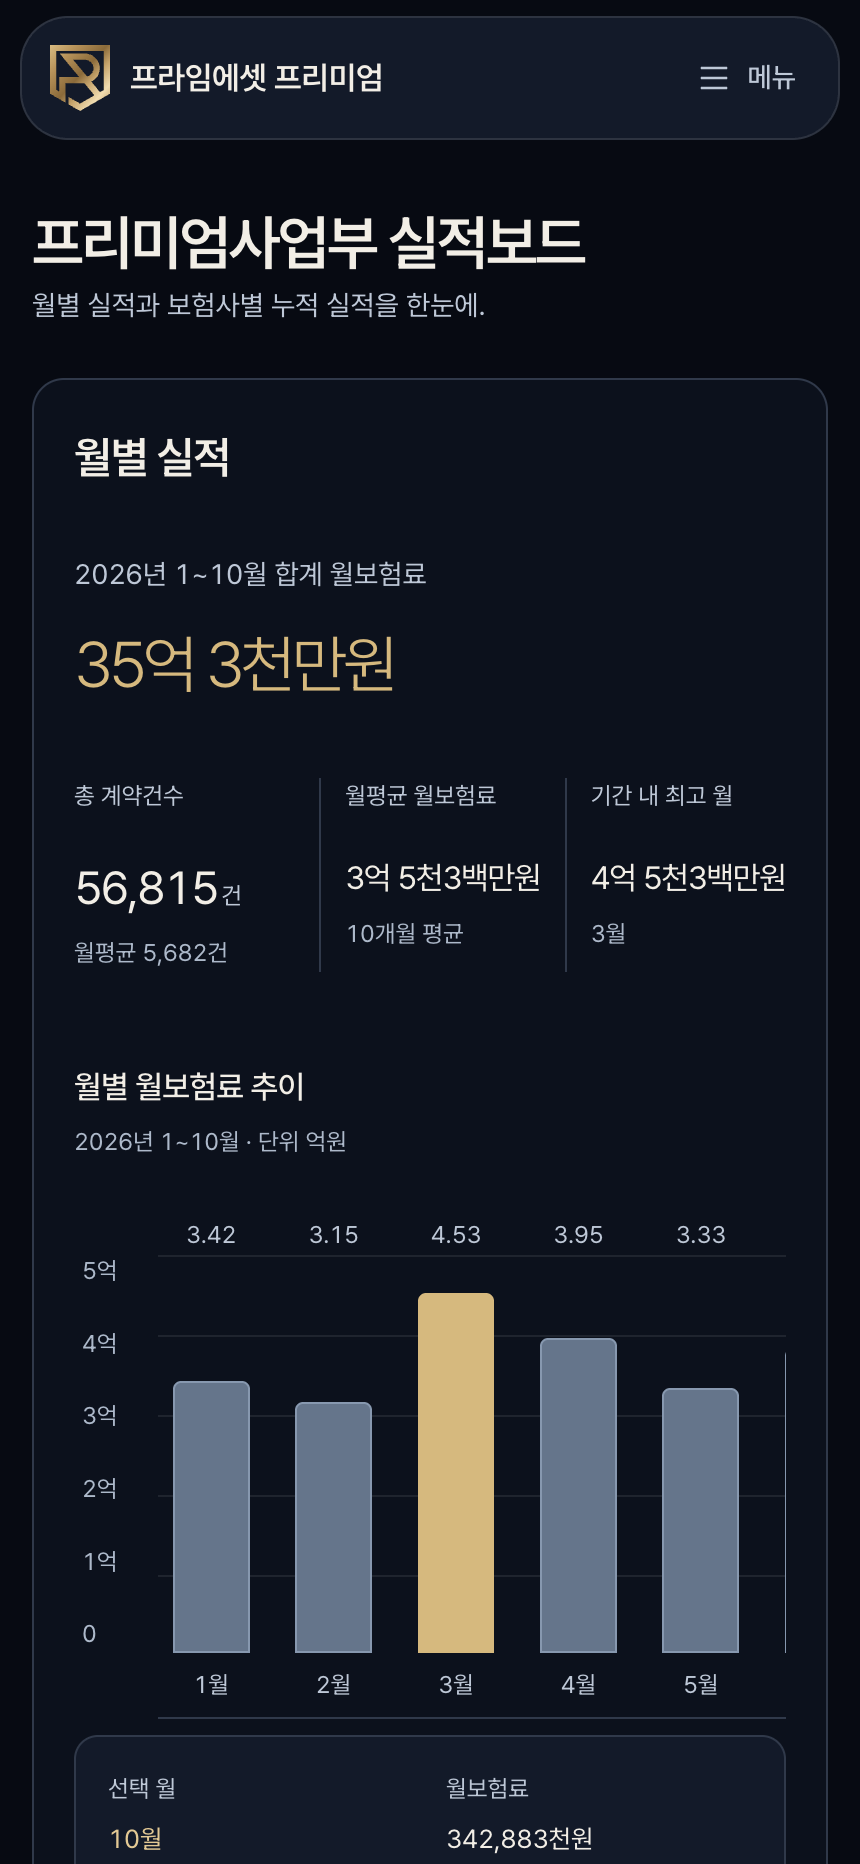 프라임에셋 프리미엄
메뉴
프리미엄사업부 실적보드
월별 실적과 보험사별 누적 실적을 한눈에.
월별 실적
2026년 1~10월 합계 월보험료
35억 3천만원
총 계약건수
56,815건
월평균 5,682건
월평균 월보험료
3억 5천3백만원
10개월 평균
기간 내 최고 월
4억 5천3백만원
3월
월별 월보험료 추이
2026년 1~10월 · 단위 억원
3.42 3.15 4.53 3.95 3.33
5억
4억
3억
2억
1억
0
1월 2월 3월 4월 5월
선택 월
10월
월보험료
342,883천원